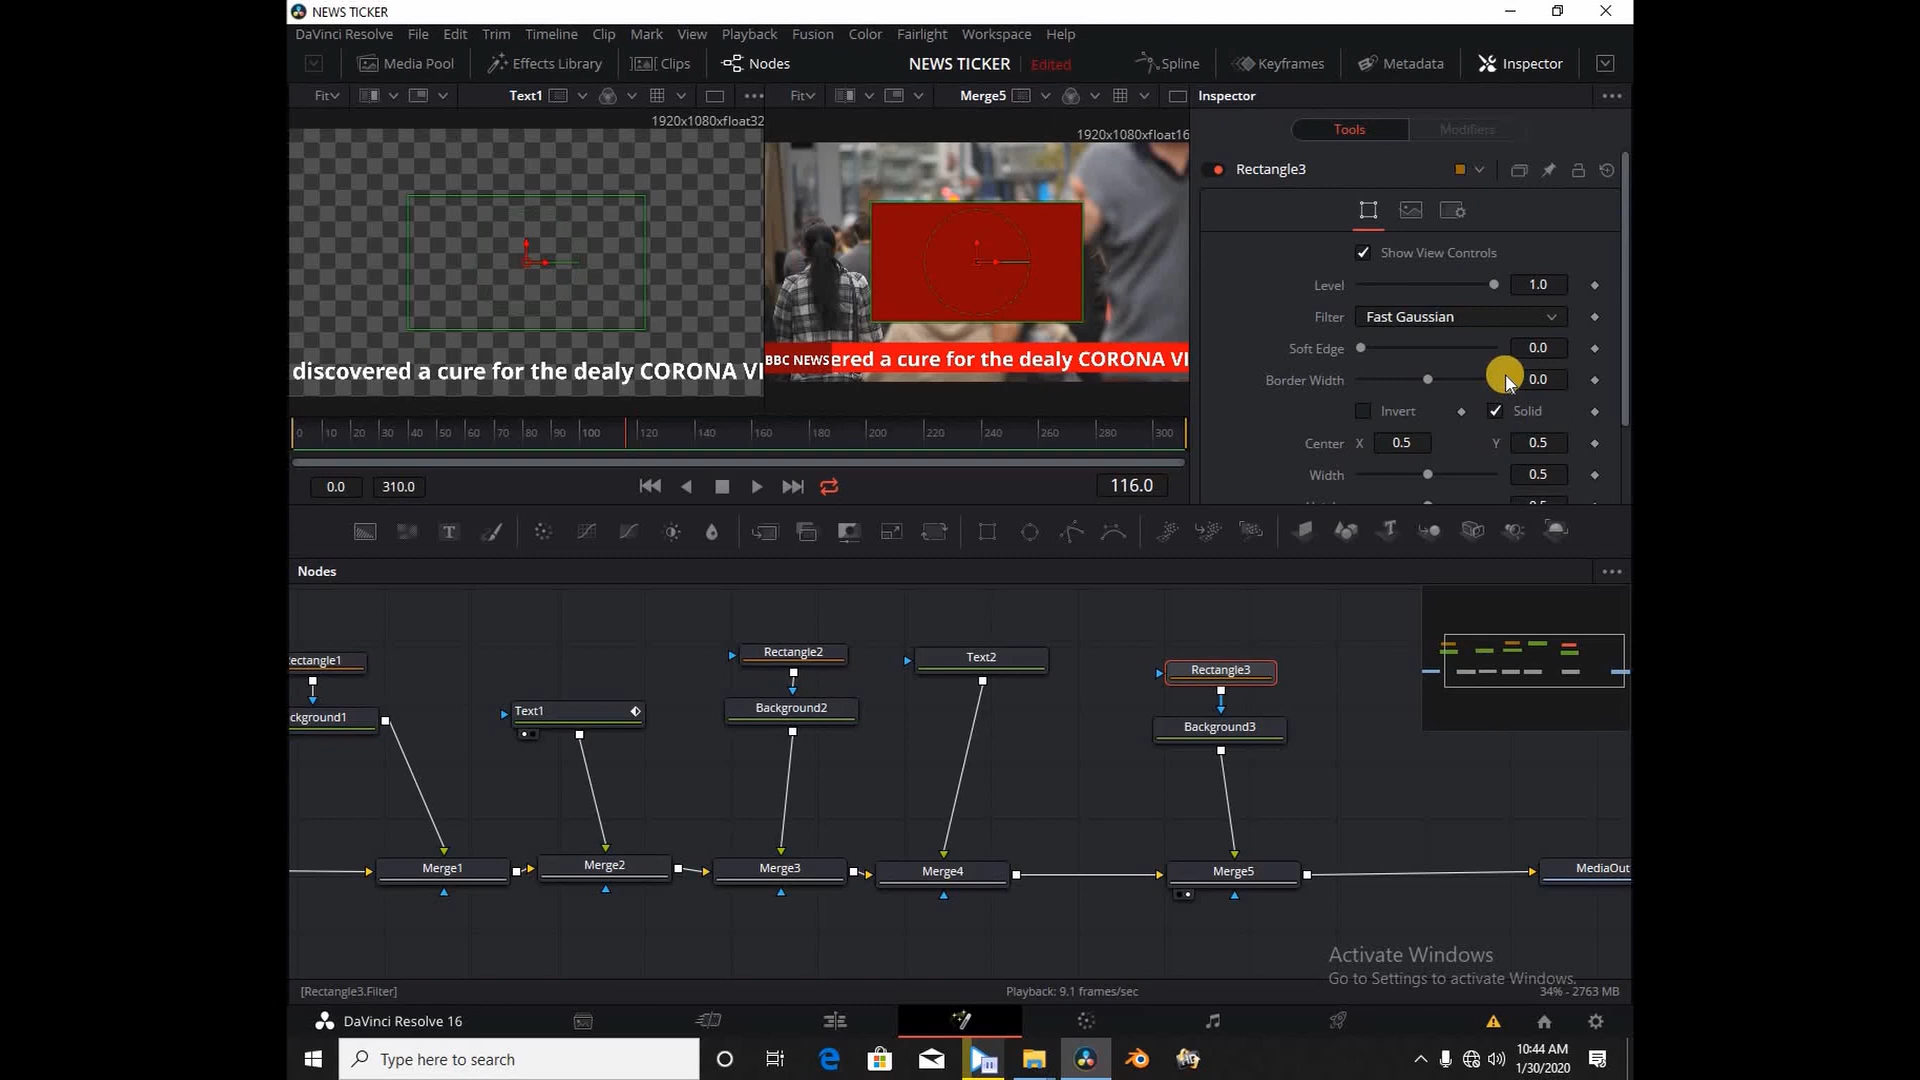 NEWS TICKER
DaVinci Resolve File Edit Trim Timeline Clip Mark View Playback Fusion Color Fairlight Workspace Help
Media Pool Effects Library Clips Nodes NEWS TICKER Edited Spline Keyframes Metadata Inspector
Fit Text1 Fit Merge5 Inspector
1920x1080xfloat32
1920x1080xfloat16
Tools Modifiers
Rectangle3
Show View Controls
Level 1.0
Filter Fast Gaussian
Soft Edge 0.0
Border Width 0.0
Invert Solid
Center X 0.5 Y 0.5
Width 0.5
discovered a cure for the dealy CORONA VI
BBC NEWS ered a cure for the dealy CORONA VI
0 10 20 30 40 50 60 70 80 90 100 120 140 160 180 200 220 240 260 280 300
0.0 310.0 116.0
T
Nodes
ectangle1
ckground1
Text1
Rectangle2
Background2
Text2
Rectangle3
Background3
Merge1 Merge2 Merge3 Merge4 Merge5 MediaOut
Activate Windows
Go to Settings to activate Windows.
[Rectangle3.Filter] Playback: 9.1 frames/sec 34% - 2763 MB
DaVinci Resolve 16
Type here to search
10:44 AM
1/30/2020